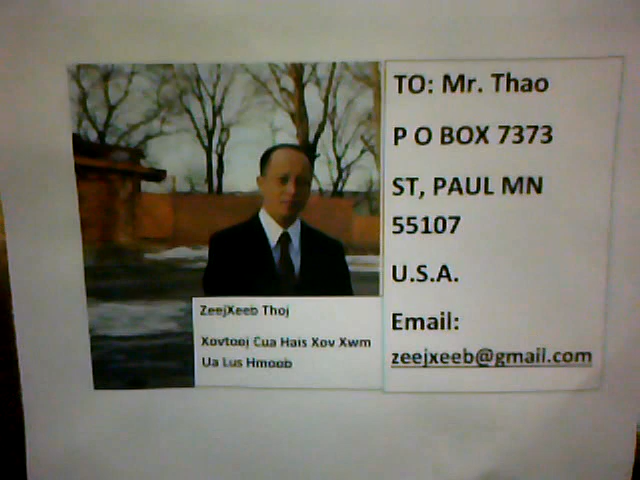 TO: Mr. Thao
P O BOX 7373
ST, PAUL MN
55107
U.S.A.
Email:
zeejxeeb@gmail.com
ZeejXeeb Thoj
Xovtooj Cua Hais Xov Xwm
Ua Lus Hmoob